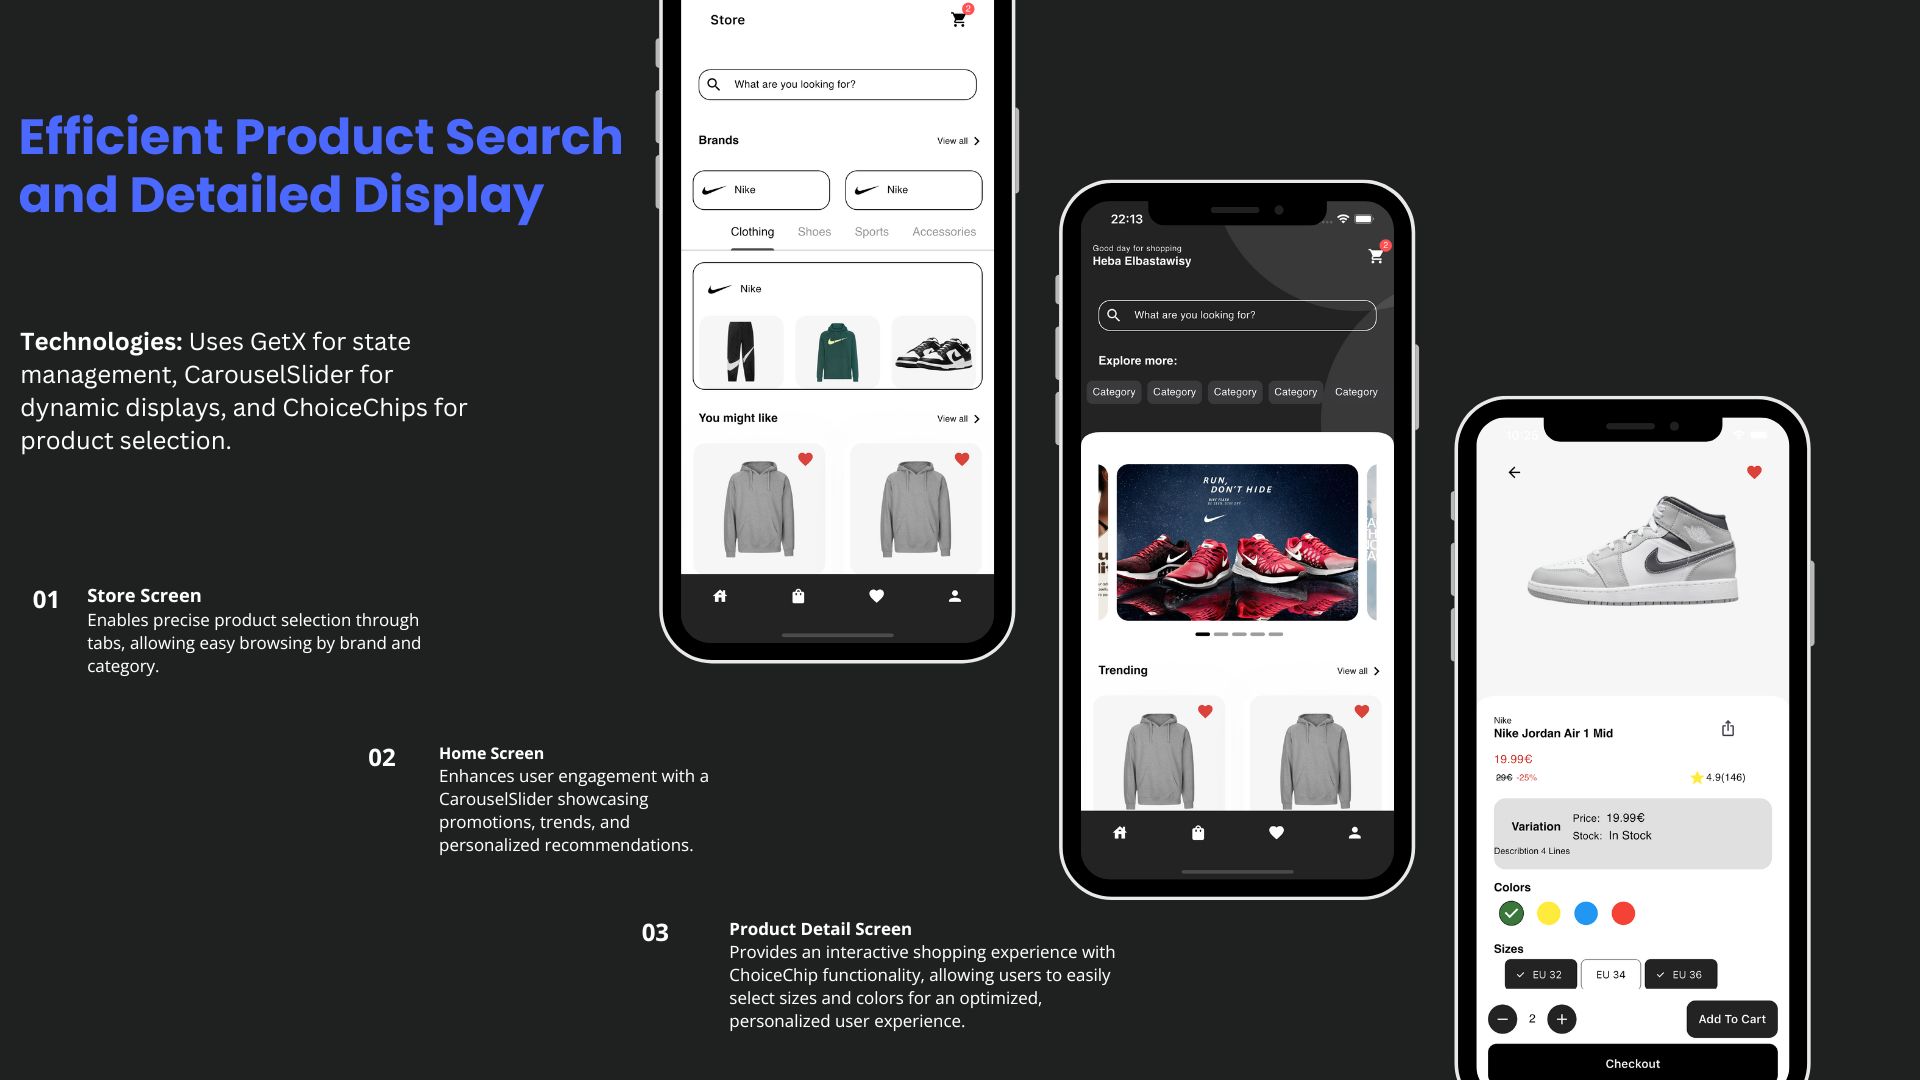 Efficient Product Search
and Detailed Display
Technologies: Uses GetX for state
management, CarouselSlider for
dynamic displays, and ChoiceChips for
product selection.
01
Store Screen
Enables precise product selection through
tabs, allowing easy browsing by brand and
category.
02
Home Screen
Enhances user engagement with a
CarouselSlider showcasing
promotions, trends, and
personalized recommendations.
03
Product Detail Screen
Provides an interactive shopping experience with
ChoiceChip functionality, allowing users to easily
select sizes and colors for an optimized,
personalized user experience.
Store
2
What are you looking for?
Brands View all
Nike Nike
Clothing Shoes Sports Accessories
Nike
You might like View all
22:13
Good day for shopping
Heba Elbastawisy
2
What are you looking for?
Explore more:
Category Category Category Category Category
RUN,
DON'T HIDE
Trending View all
10:25
Nike
Nike Jordan Air 1 Mid
19.99€
29€ -25%
4.9(146)
Variation
Price: 19.99€
Stock: In Stock
Describtion 4 Lines
Colors
Sizes
EU 32 EU 34 EU 36
2
Add To Cart
Checkout